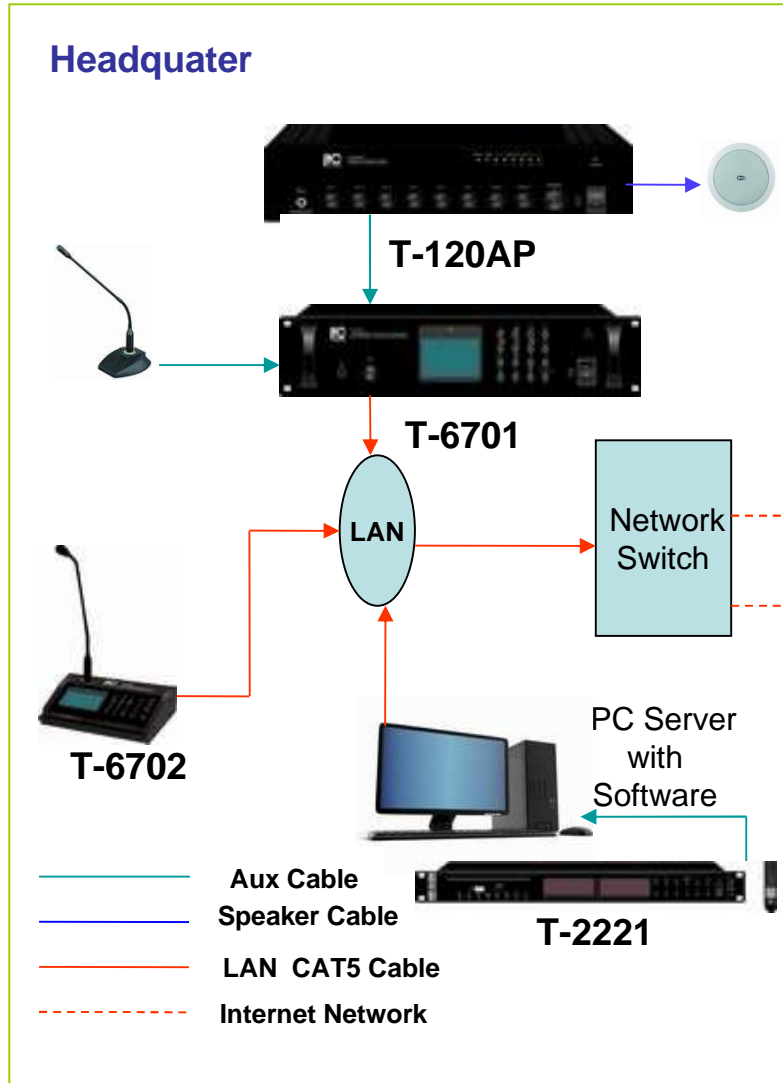 Headquater
T-120AP
T-6701
LAN
Network
Switch
T-6702
PC Server
with
Software
T-2221
Aux Cable
Speaker Cable
LAN CAT5 Cable
Internet Network